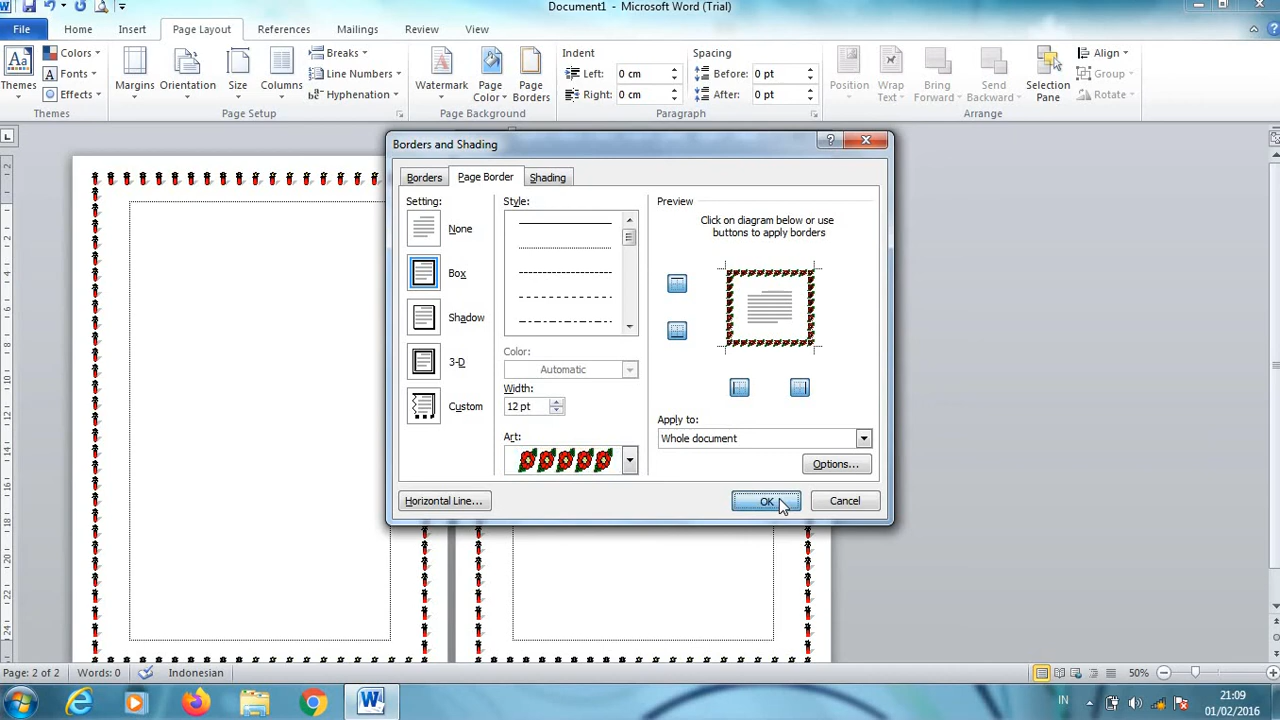 Document1 - Microsoft Word (Trial)
File Home Insert Page Layout References Mailings Review View
Themes
Colors
Fonts
Effects
Themes
Margins
Orientation
Size
Columns
Breaks
Line Numbers
Hyphenation
Page Setup
Watermark
Page Color
Page Borders
Page Background
Indent
Left: 0 cm
Right: 0 cm
Spacing
Before: 0 pt
After: 0 pt
Paragraph
Position
Wrap Text
Bring Forward
Send Backward
Selection Pane
Align
Group
Rotate
Arrange
Borders and Shading
Borders Page Border Shading
Setting:
None
Box
Shadow
3-D
Custom
Style:
Color:
Automatic
Width:
12 pt
Art:
Preview
Click on diagram below or use
buttons to apply borders
Apply to:
Whole document
Options...
Horizontal Line...
OK
Cancel
Page: 2 of 2 Words: 0 Indonesian
50%
IN
21:09
01/02/2016